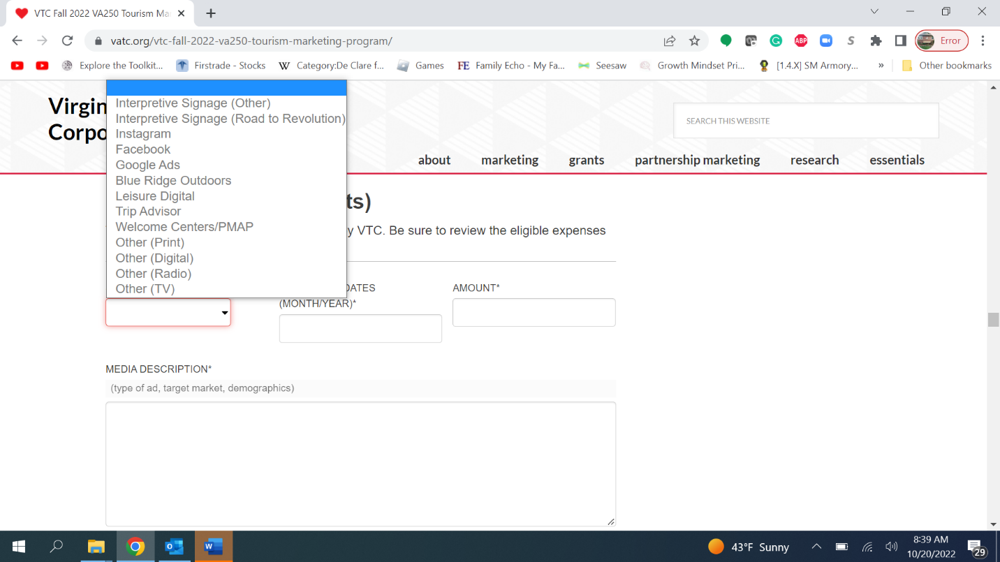 VTC Fall 2022 VA250 Tourism Ma
vatc.org/vtc-fall-2022-va250-tourism-marketing-program/
ABP
S
Error
Explore the Toolkit...
Firstrade - Stocks
W Category:De Clare f...
Games
FE Family Echo - My Fa...
Seesaw
Growth Mindset Pri...
[1.4.X] SM Armory...
»
Other bookmarks
Virgin
Corpo
SEARCH THIS WEBSITE
about
marketing
grants
partnership marketing
research
essentials
Interpretive Signage (Other)
Interpretive Signage (Road to Revolution)
Instagram
Facebook
Google Ads
Blue Ridge Outdoors
Leisure Digital
Trip Advisor
Welcome Centers/PMAP
Other (Print)
Other (Digital)
Other (Radio)
Other (TV)
ts)
y VTC. Be sure to review the eligible expenses
DATES
(MONTH/YEAR)*
AMOUNT*
MEDIA DESCRIPTION*
(type of ad, target market, demographics)
43°F Sunny
8:39 AM
10/20/2022
29